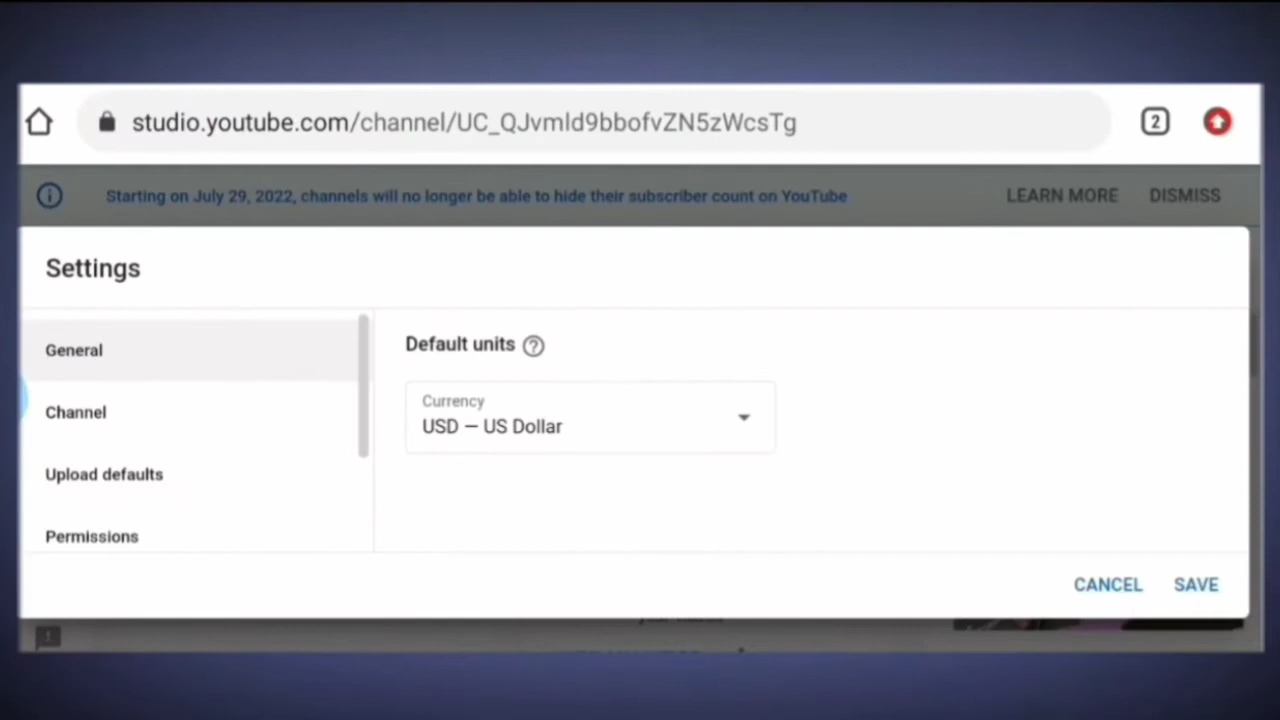 studio.youtube.com/channel/UC_QJvmld9bbofvZN5zWcsTg
2
Starting on July 29, 2022, channels will no longer be able to hide their subscriber count on YouTube
LEARN MORE
DISMISS
Settings
General
Default units
Channel
Currency
USD — US Dollar
Upload defaults
Permissions
CANCEL
SAVE